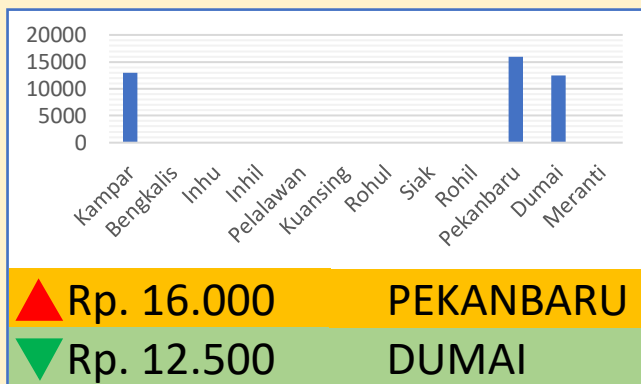 20000
15000
10000
5000
0
Kampar
Bengkalis
Inhu
Inhil
Pelalawan
Kuansing
Rohul
Siak
Rohil
Pekanbaru
Dumai
Meranti
Rp. 16.000 PEKANBARU
Rp. 12.500 DUMAI